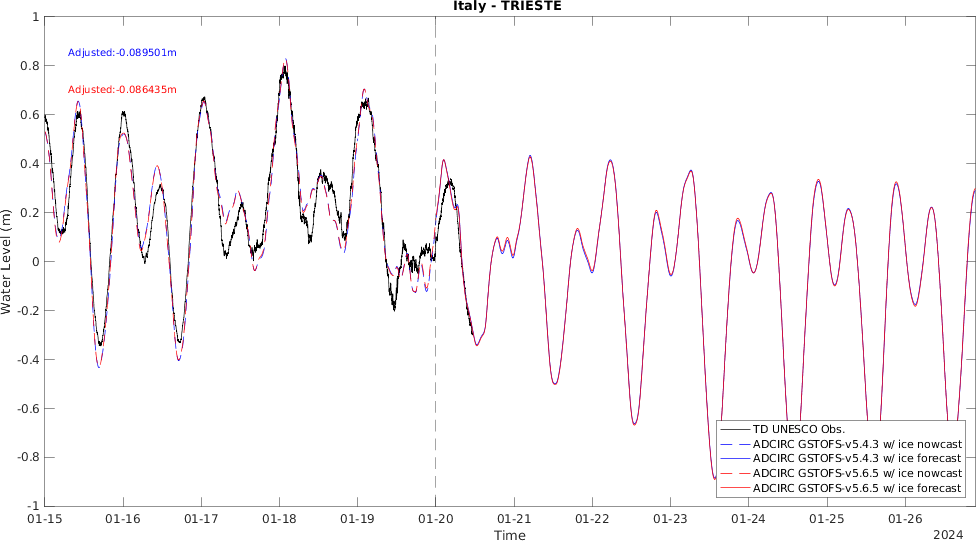 Italy - TRIESTE
Adjusted:-0.089501m
Adjusted:-0.086435m
Water Level (m)
1
0.8
0.6
0.4
0.2
0
-0.2
-0.4
-0.6
-0.8
-1
TD UNESCO Obs.
ADCIRC GSTOFS-v5.4.3 w/ ice nowcast
ADCIRC GSTOFS-v5.4.3 w/ ice forecast
ADCIRC GSTOFS-v5.6.5 w/ ice nowcast
ADCIRC GSTOFS-v5.6.5 w/ ice forecast
01-15 01-16 01-17 01-18 01-19 01-20 01-21 01-22 01-23 01-24 01-25 01-26
Time
2024